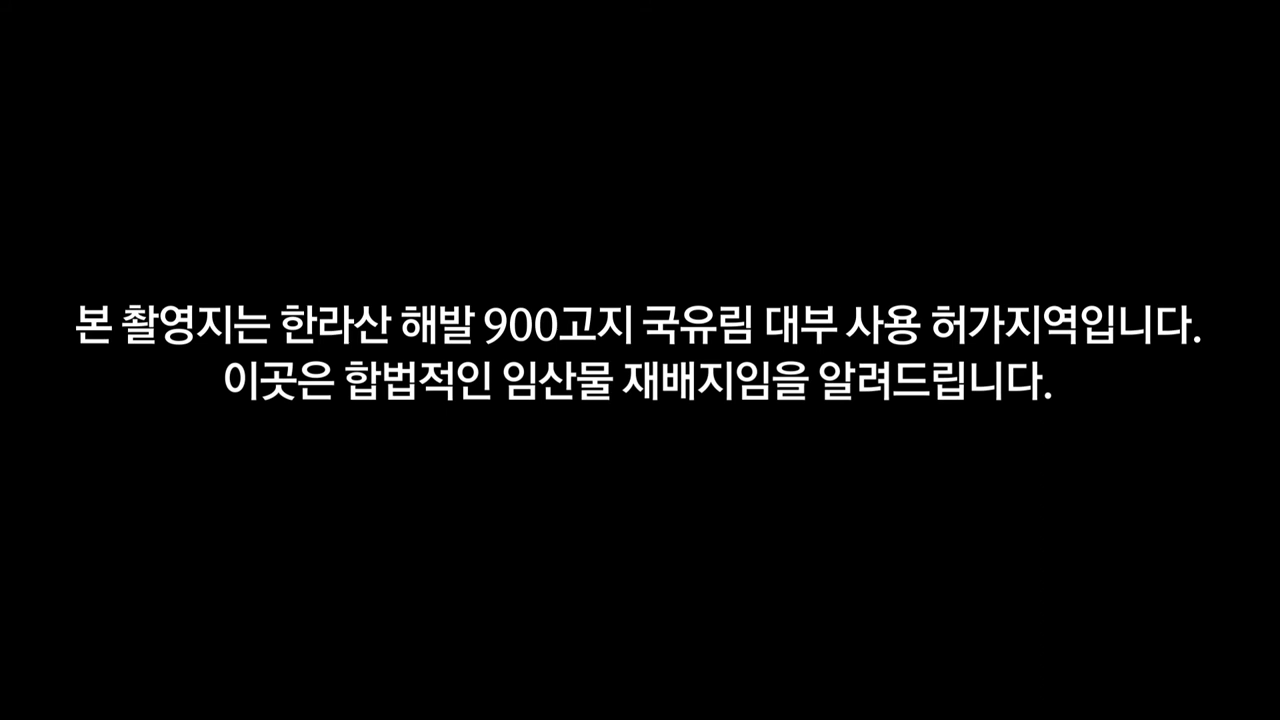 본 촬영지는 한라산 해발 900고지 국유림 대부 사용 허가지역입니다.
이곳은 합법적인 임산물 재배지임을 알려드립니다.